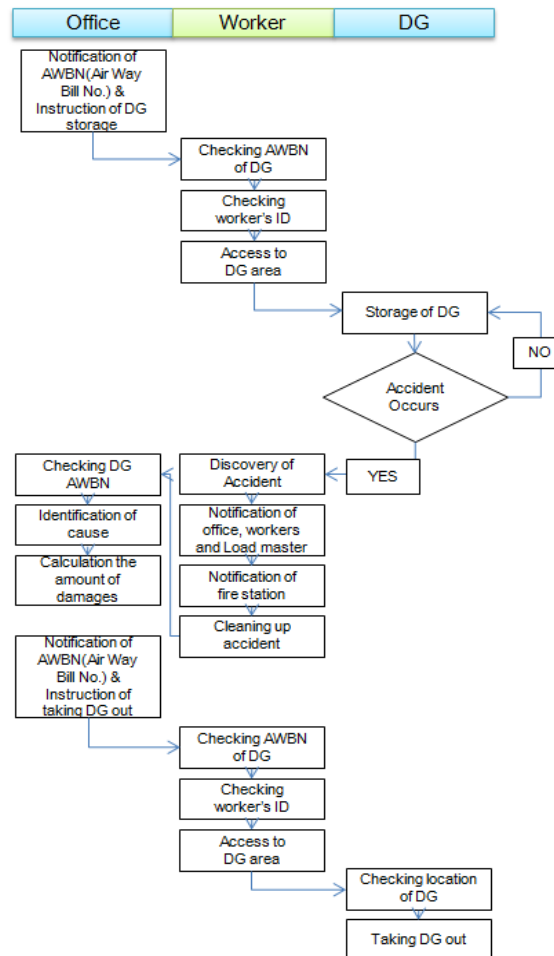 Office
Worker
DG
Notification of
AWBN(Air Way
Bill No.) &
Instruction of DG
storage
Checking AWBN
of DG
Checking
worker's ID
Access to
DG area
Storage of DG
NO
Accident
Occurs
YES
Discovery of
Accident
Notification of
office, workers
and Load master
Notification of
fire station
Cleaning up
accident
Checking DG
AWBN
Identification of
cause
Calculation the
amount of
damages
Notification of
AWBN(Air Way
Bill No.) &
Instruction of
taking DG out
Checking AWBN
of DG
Checking
worker's ID
Access to
DG area
Checking location
of DG
Taking DG out